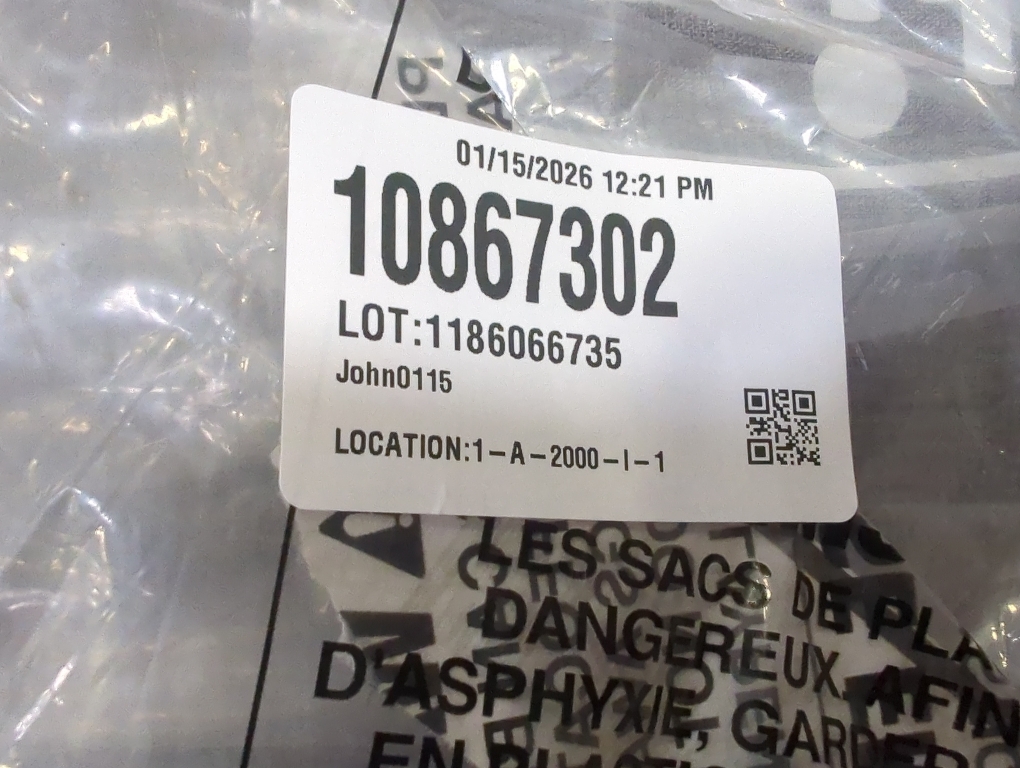 01/15/2026 12:21 PM
10867302
LOT:1186066735
John0115
LOCATION:1-A-2000-I-1
LES SACS DE
DANGEREUX. AFIN
D'ASPHYXIE,